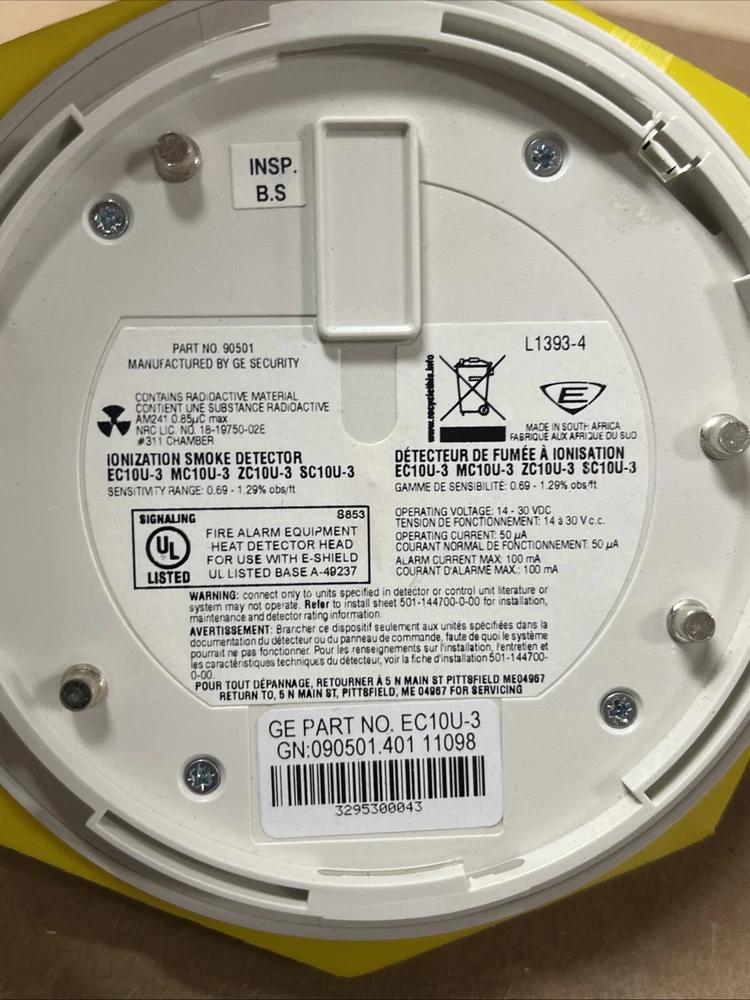 INSP.
B.S
PART NO. 90501
MANUFACTURED BY GE SECURITY
CONTAINS RADIOACTIVE MATERIAL
CONTIENT UNE SUBSTANCE RADIOACTIVE
AM241 0.85µC max
NRC LIC. NO. 18-19750-02E
#311 CHAMBER
IONIZATION SMOKE DETECTOR
EC10U-3 MC10U-3 ZC10U-3 SC10U-3
SENSITIVITY RANGE: 0.69 - 1.29% obs/ft
SIGNALING
UL
LISTED
S853
FIRE ALARM EQUIPMENT
HEAT DETECTOR HEAD
FOR USE WITH E-SHIELD
UL LISTED BASE A-49237
www.recyclethis.info
L1393-4
E
MADE IN SOUTH AFRICA
FABRIQUE AUX AFRIQUE DU SUD
DÉTECTEUR DE FUMÉE À IONISATION
EC10U-3 MC10U-3 ZC10U-3 SC10U-3
GAMME DE SENSIBILITÉ: 0.69 - 1.29% obs/ft
OPERATING VOLTAGE: 14 - 30 VDC
TENSION DE FONCTIONNEMENT: 14 à 30 V c.c.
OPERATING CURRENT: 50 µA
COURANT NORMAL DE FONCTIONNEMENT: 50 µA
ALARM CURRENT MAX: 100 mA
COURANT D'ALARME MAX.: 100 mA
WARNING: connect only to units specified in detector or control unit literature or
system may not operate. Refer to install sheet 501-144700-0-00 for installation,
maintenance and detector rating information.
AVERTISSEMENT: Brancher ce dispositif seulement aux unités spécifiées dans la
documentation du détecteur ou du panneau de commande, faute de quoi le système
pourrait ne pas fonctionner. Pour les renseignements sur l'installation, l'entretien et
les caractéristiques techniques du détecteur, voir la fiche d'installation 501-144700-
0-00.
POUR TOUT DÉPANNAGE, RETOURNER À 5 N MAIN ST PITTSFIELD ME04967
RETURN TO, 5 N MAIN ST, PITTSFIELD, ME 04967 FOR SERVICING
GE PART NO. EC10U-3
GN:090501.401 11098
3295300043